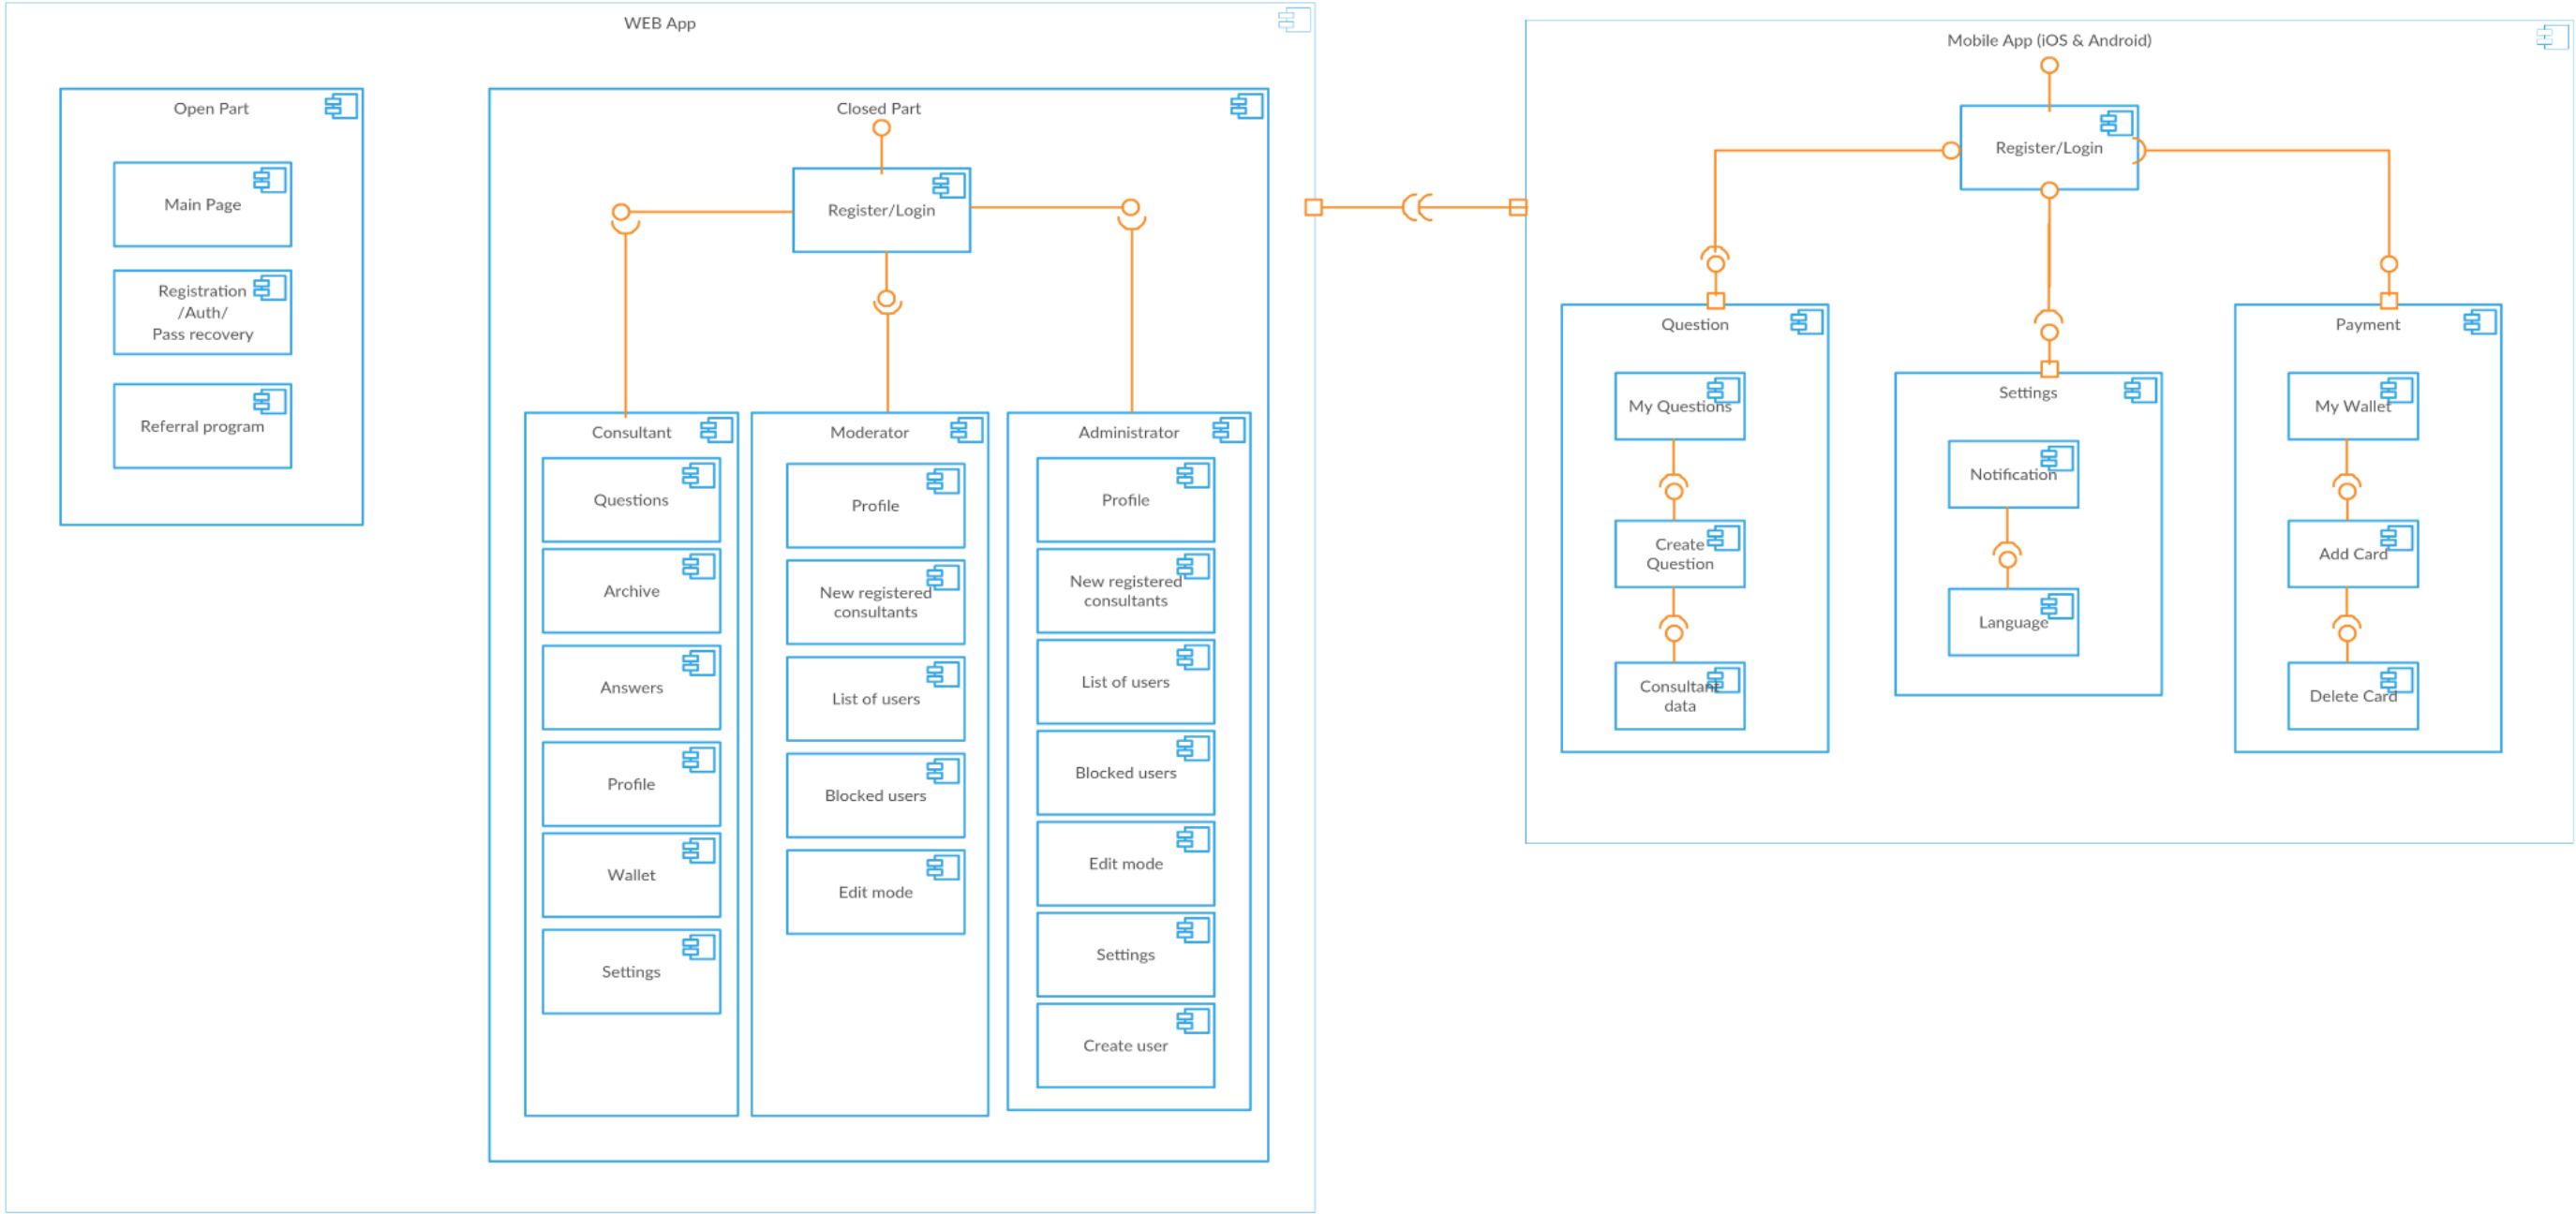 WEB App
Open Part
Main Page
Registration
/Auth/
Pass recovery
Referral program
Closed Part
Register/Login
Consultant
Questions
Archive
Answers
Profile
Wallet
Settings
Moderator
Profile
New registered
consultants
List of users
Blocked users
Edit mode
Administrator
Profile
New registered
consultants
List of users
Blocked users
Edit mode
Settings
Create user
Mobile App (iOS & Android)
Register/Login
Question
My Questions
Create
Question
Consultant
data
Settings
Notification
Language
Payment
My Wallet
Add Card
Delete Card